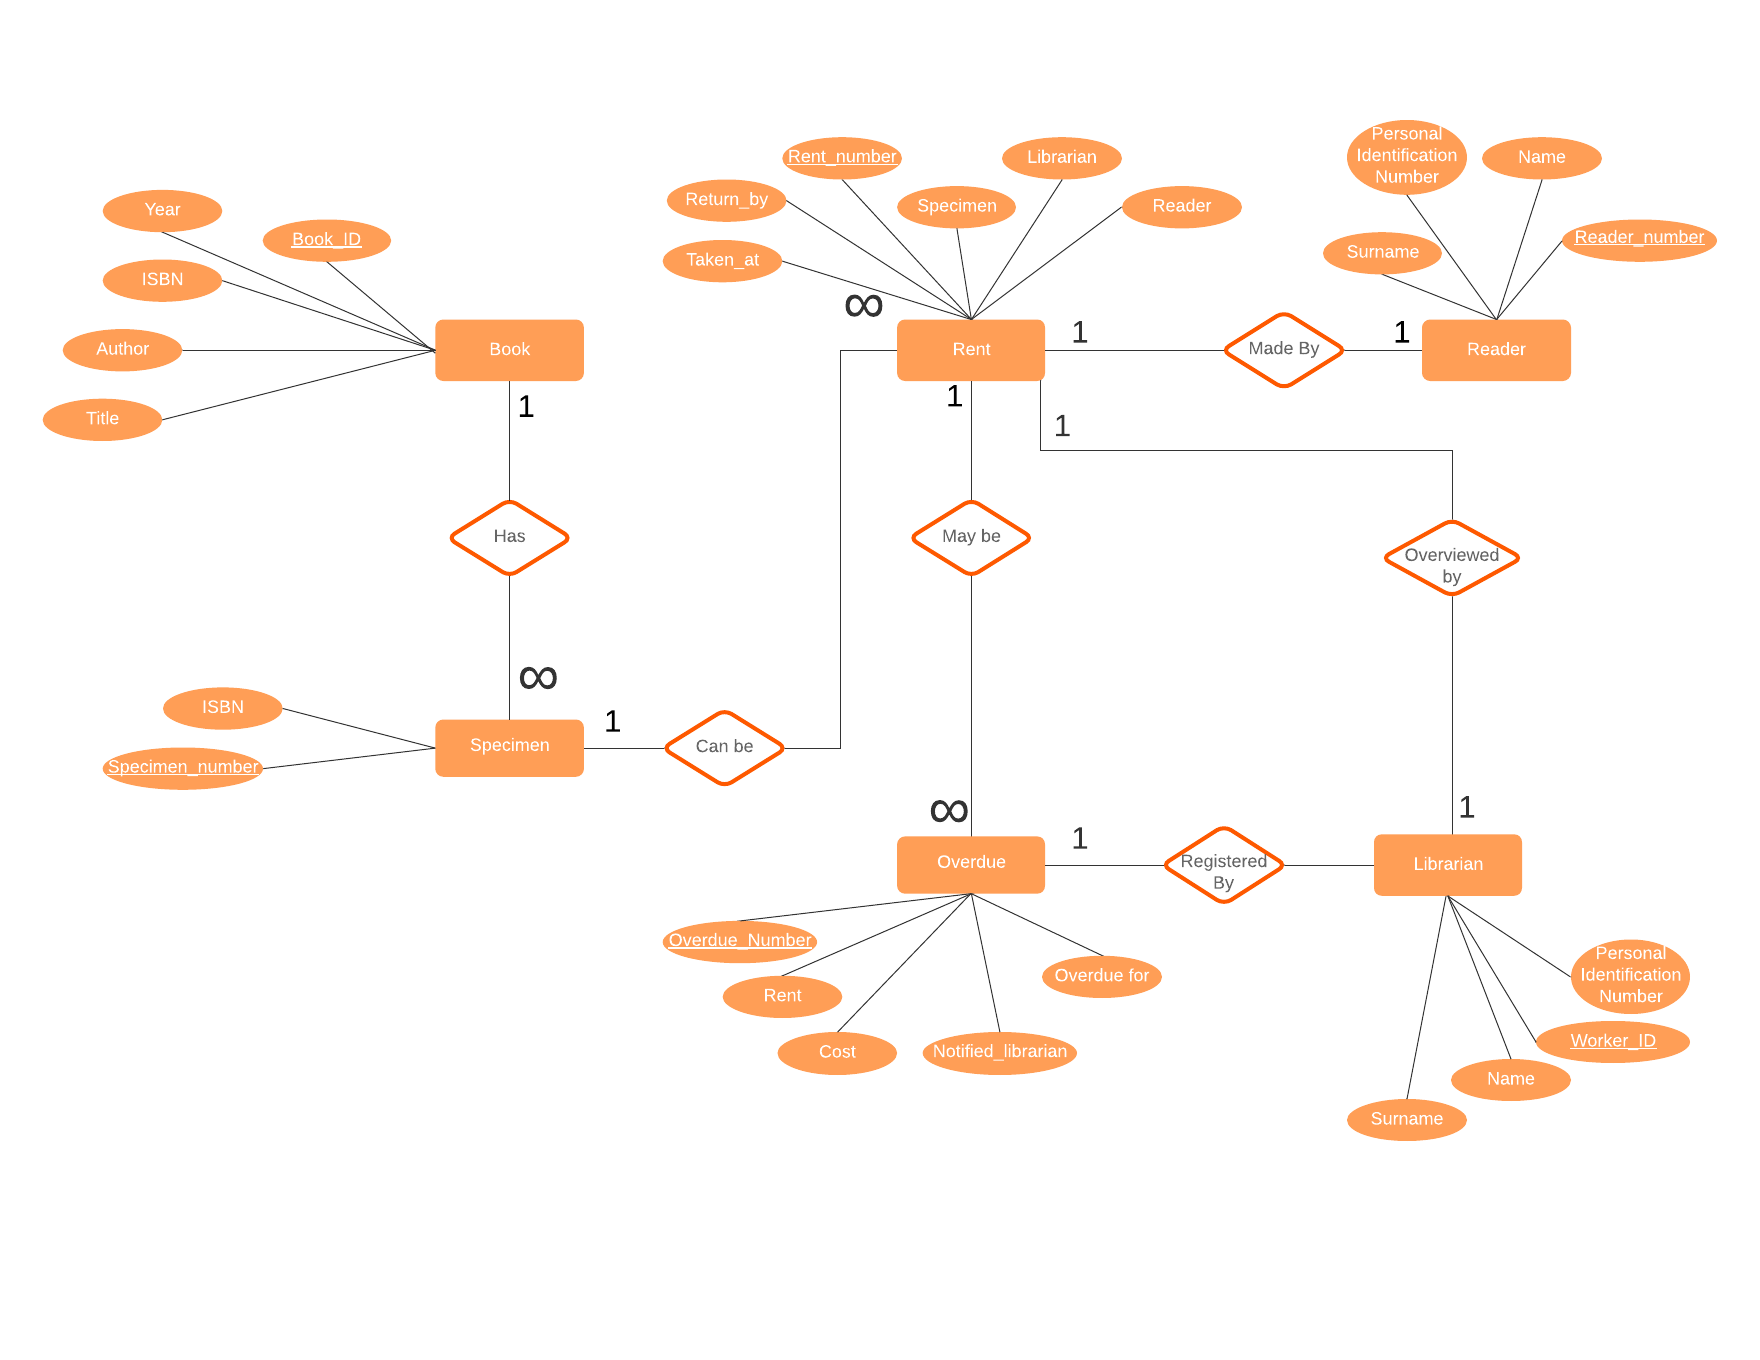 Personal
Identification
Number
Name
Rent_number
Librarian
Return_by
Specimen
Reader
Year
Book_ID
Reader_number
Surname
Taken_at
ISBN
∞
1
1
Author
Book
Rent
Made By
Reader
1
1
1
Title
Has
May be
Overviewed
by
∞
ISBN
1
Specimen
Can be
Specimen_number
∞
1
1
Overdue
Registered
By
Librarian
Overdue_Number
Overdue for
Personal
Identification
Number
Rent
Cost
Notified_librarian
Worker_ID
Name
Surname